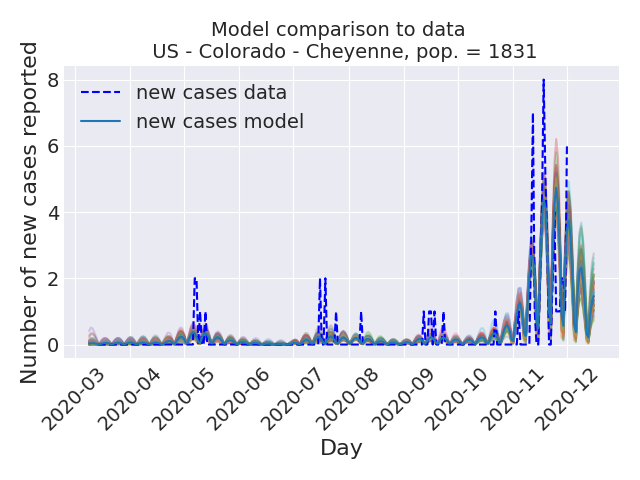 Model comparison to data
US - Colorado - Cheyenne, pop. = 1831
Number of new cases reported
8
6
4
2
0
new cases data
new cases model
2020-03
2020-04
2020-05
2020-06
2020-07
2020-08
2020-09
2020-10
2020-11
2020-12
Day